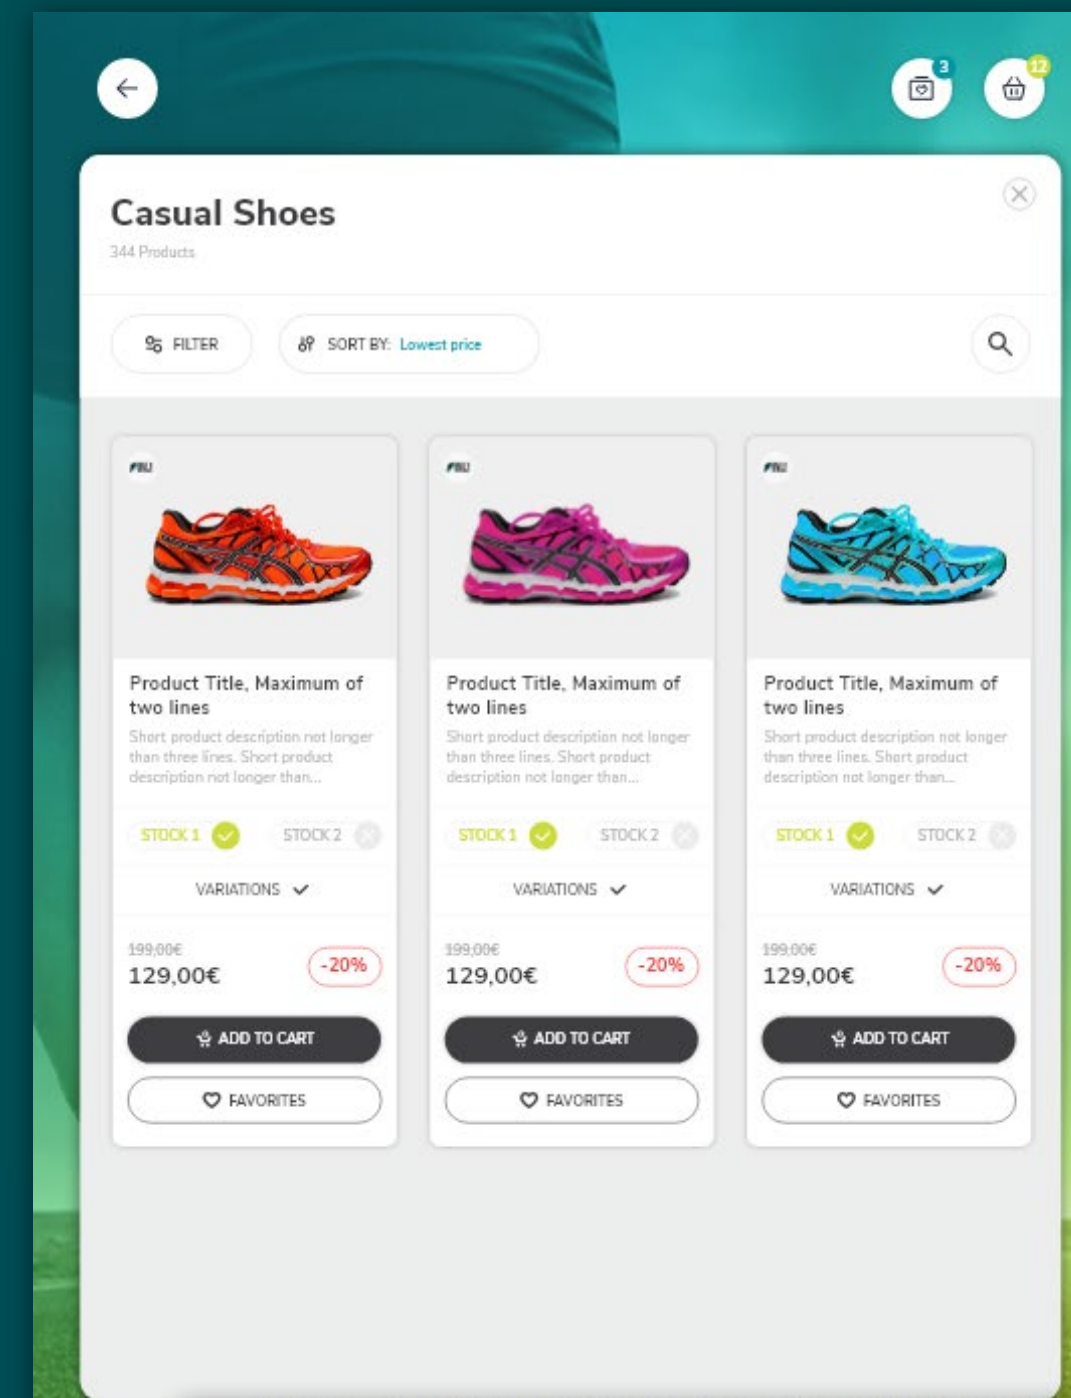 3
12
Casual Shoes
344 Products
FILTER
SORT BY: Lowest price
Product Title, Maximum of
two lines
Short product description not longer
than three lines. Short product
description not longer than...
STOCK 1
STOCK 2
VARIATIONS
199,00€
129,00€
-20%
ADD TO CART
FAVORITES
Product Title, Maximum of
two lines
Short product description not longer
than three lines. Short product
description not longer than...
STOCK 1
STOCK 2
VARIATIONS
199,00€
129,00€
-20%
ADD TO CART
FAVORITES
Product Title, Maximum of
two lines
Short product description not longer
than three lines. Short product
description not longer than...
STOCK 1
STOCK 2
VARIATIONS
199,00€
129,00€
-20%
ADD TO CART
FAVORITES